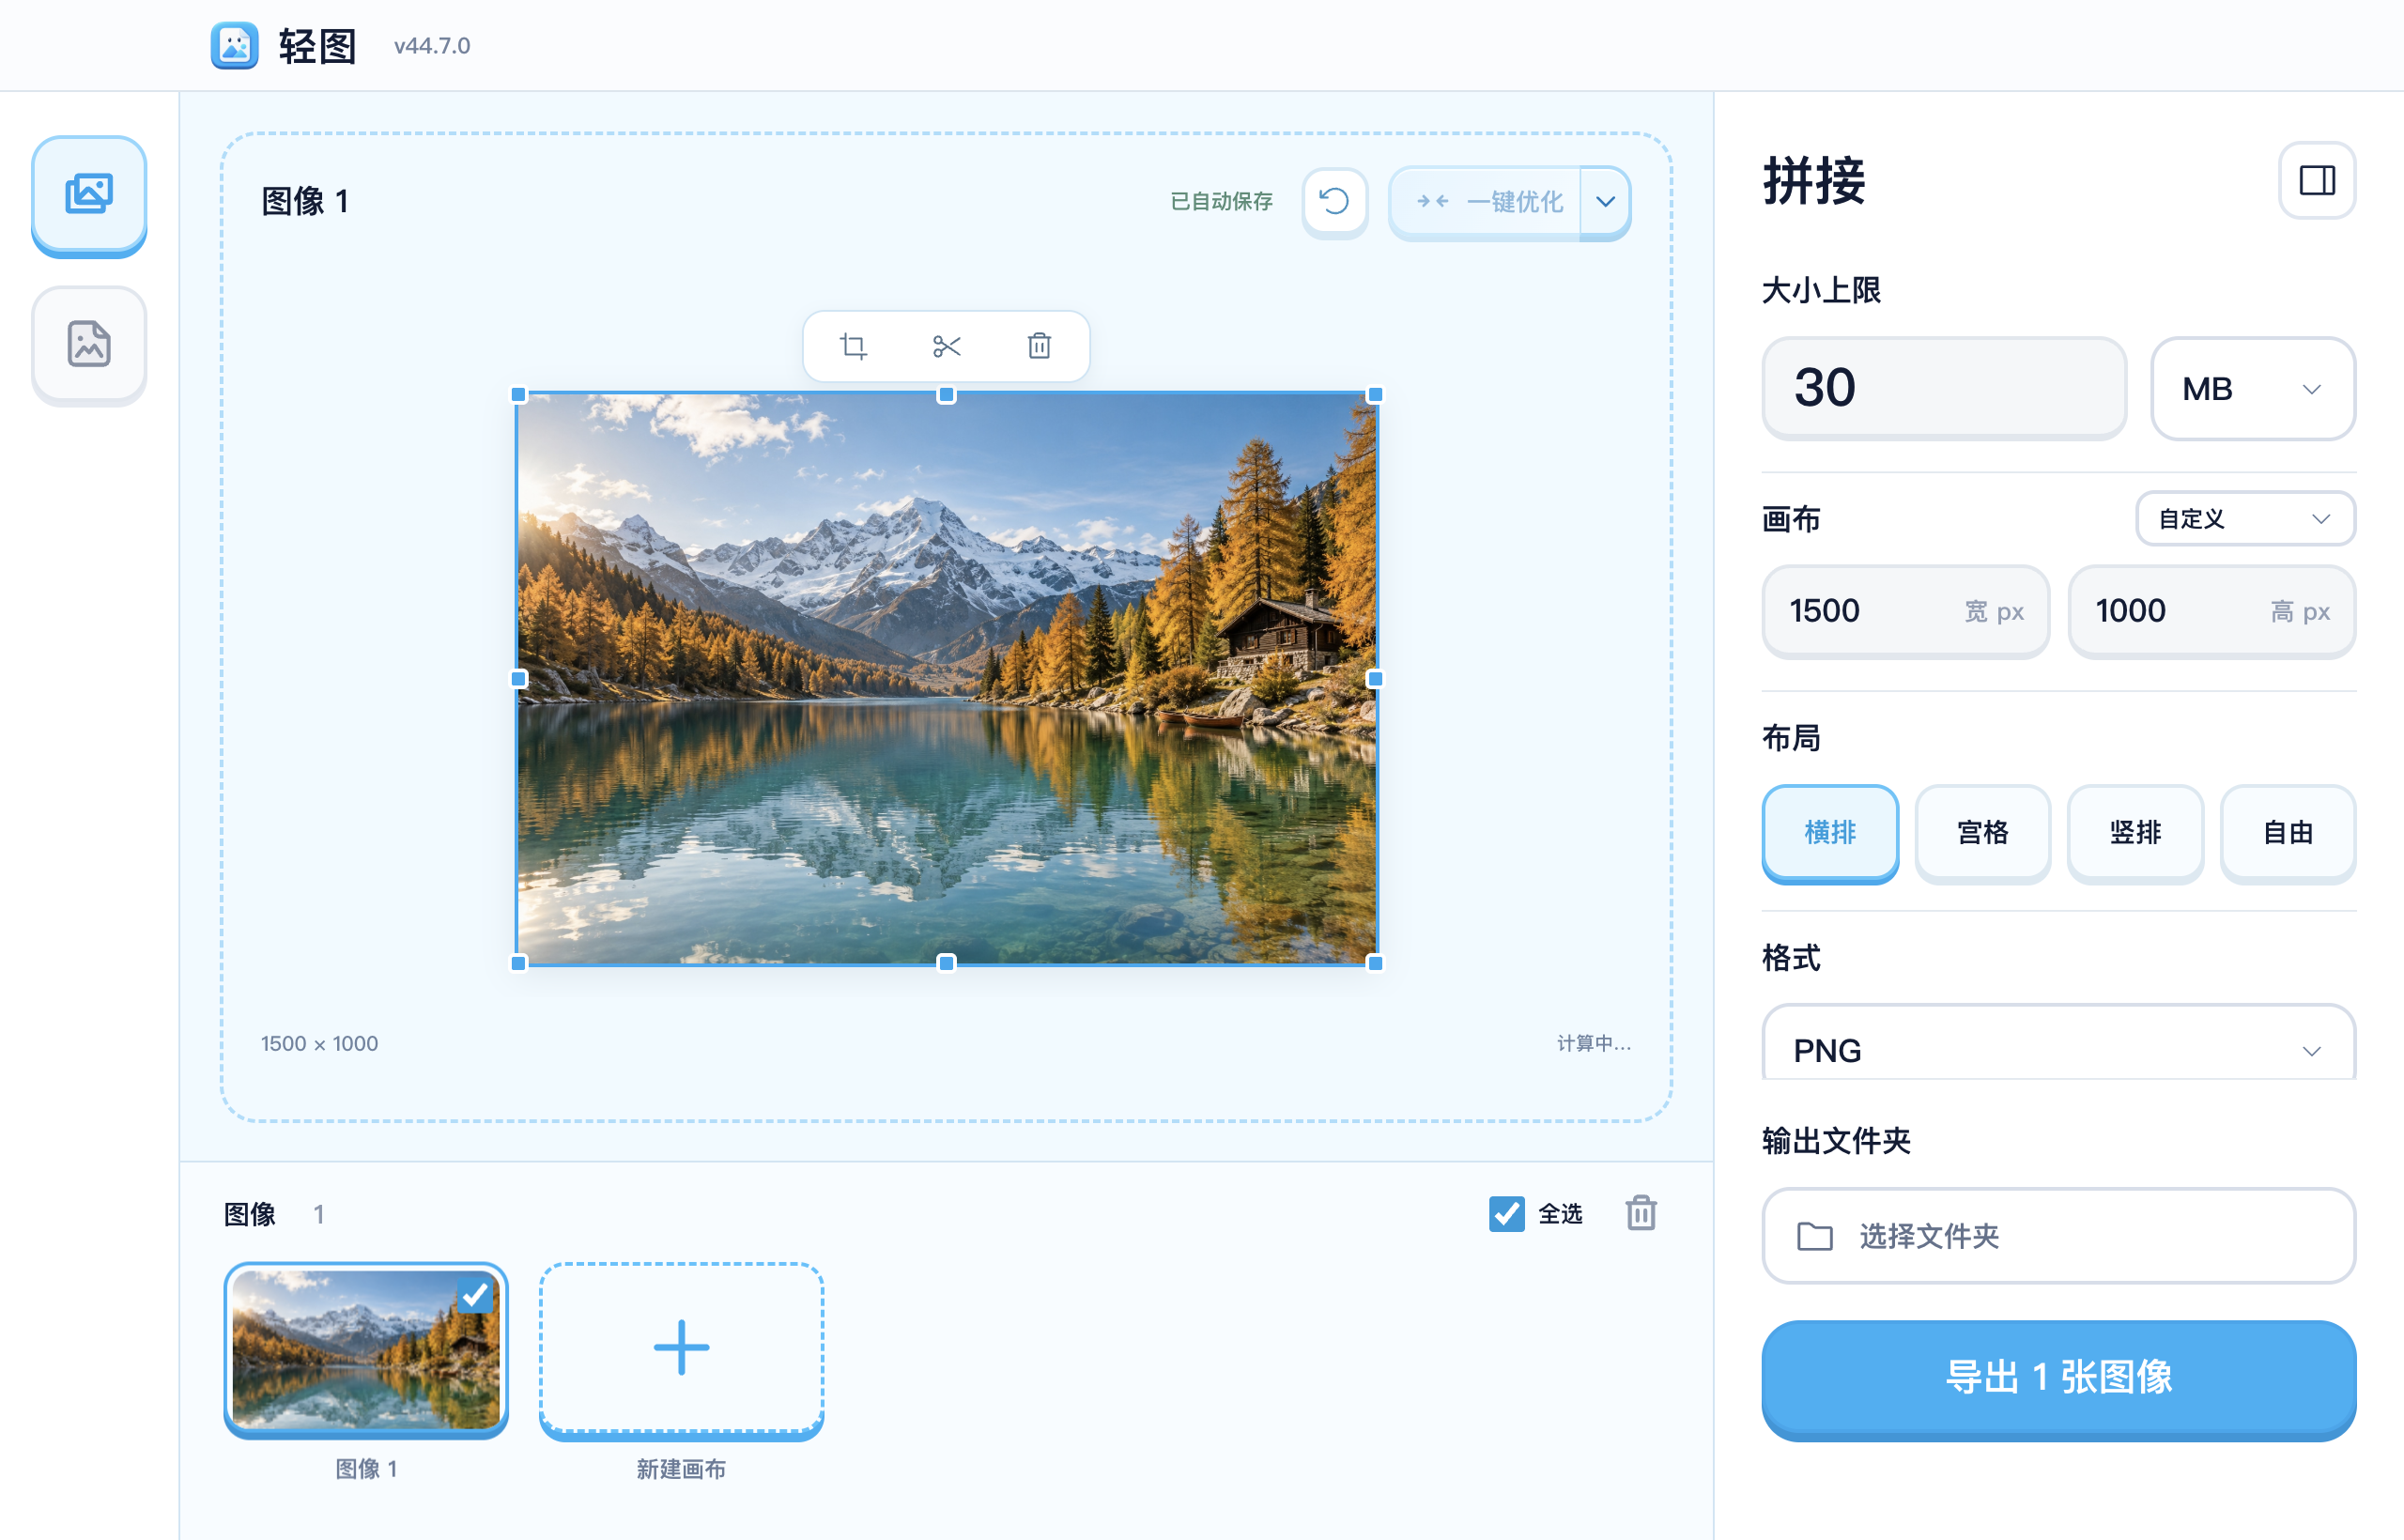 轻图 v44.7.0
图像 1
已自动保存
一键优化
1500 × 1000
计算中...
图像 1
全选
图像 1
新建画布
拼接
大小上限
30
MB
画布
自定义
1500 宽 px
1000 高 px
布局
横排
宫格
竖排
自由
格式
PNG
输出文件夹
选择文件夹
导出 1 张图像